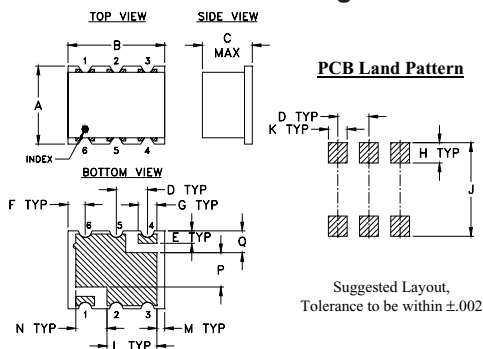 TOP VIEW
SIDE VIEW
B
C
MAX
1 2 3
A
INDEX
6 5 4
BOTTOM VIEW
D TYP
F TYP
G TYP
6 5 4
E TYP
Q
P
1 2 3
N TYP
M TYP
L TYP
PCB Land Pattern
D TYP
K TYP
H TYP
J
Suggested Layout,
Tolerance to be within ±.002